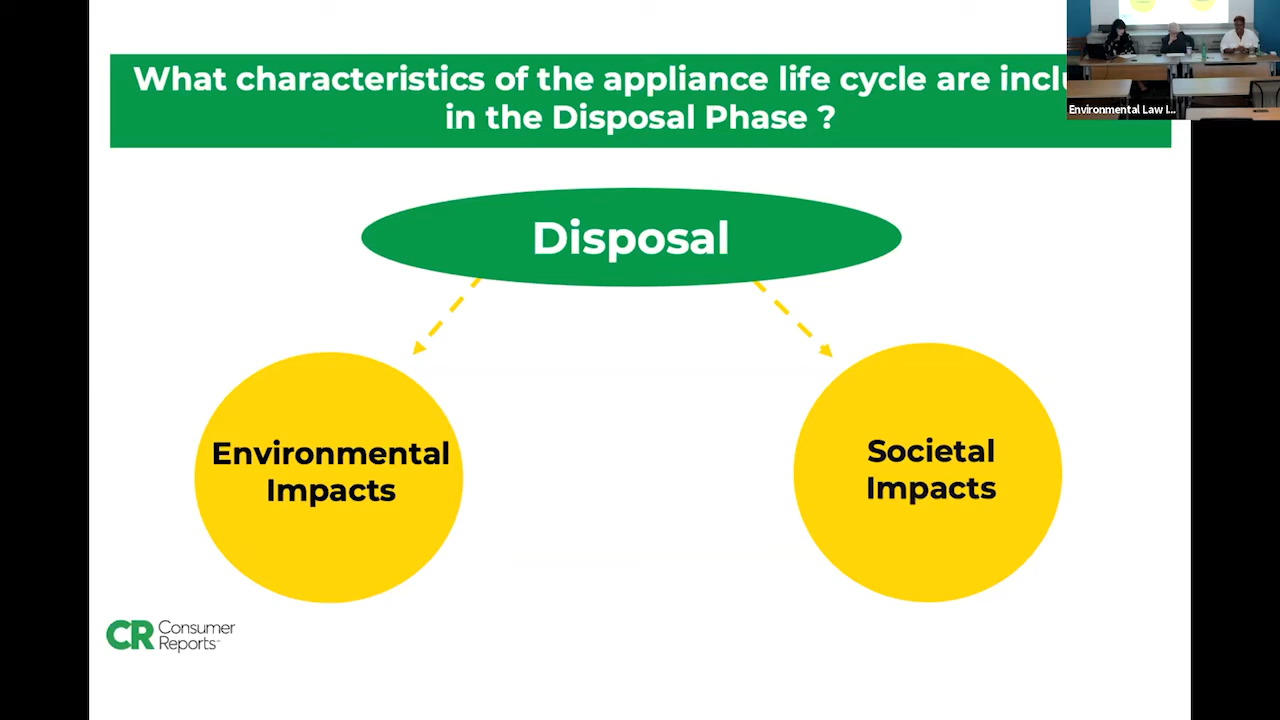 What characteristics of the appliance life cycle are inclu
in the Disposal Phase ?
Environmental Law I...
Disposal
Environmental
Impacts
Societal
Impacts
CR Consumer
Reports